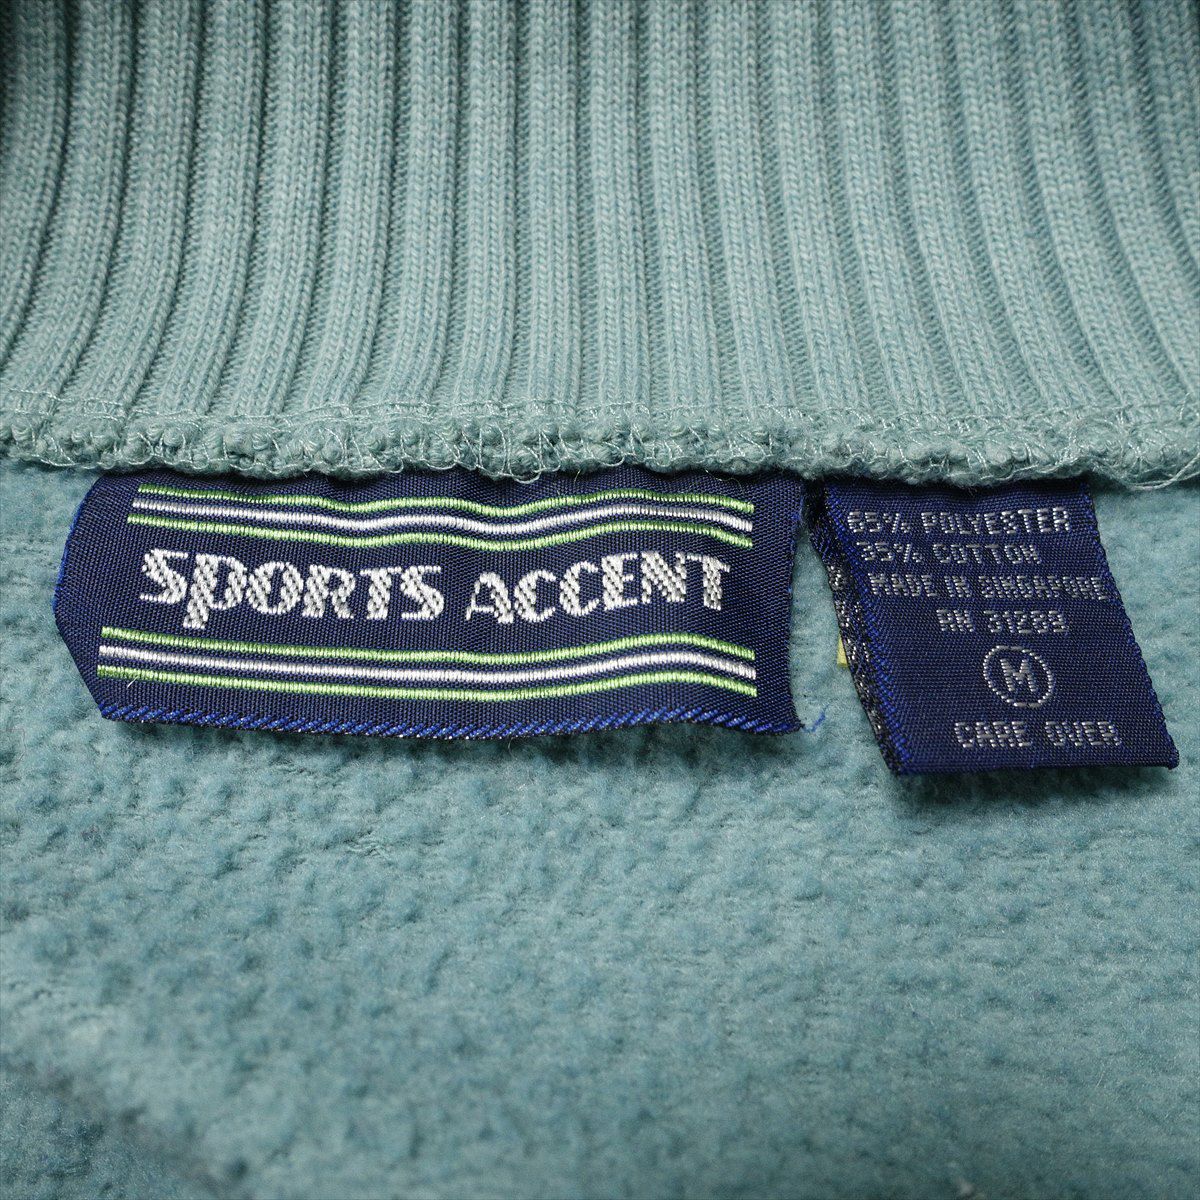 SPORTS ACCENT
65% POLYESTER
35% COTTON
MADE IN SINGAPORE
RN 31289
M
CARE OVER